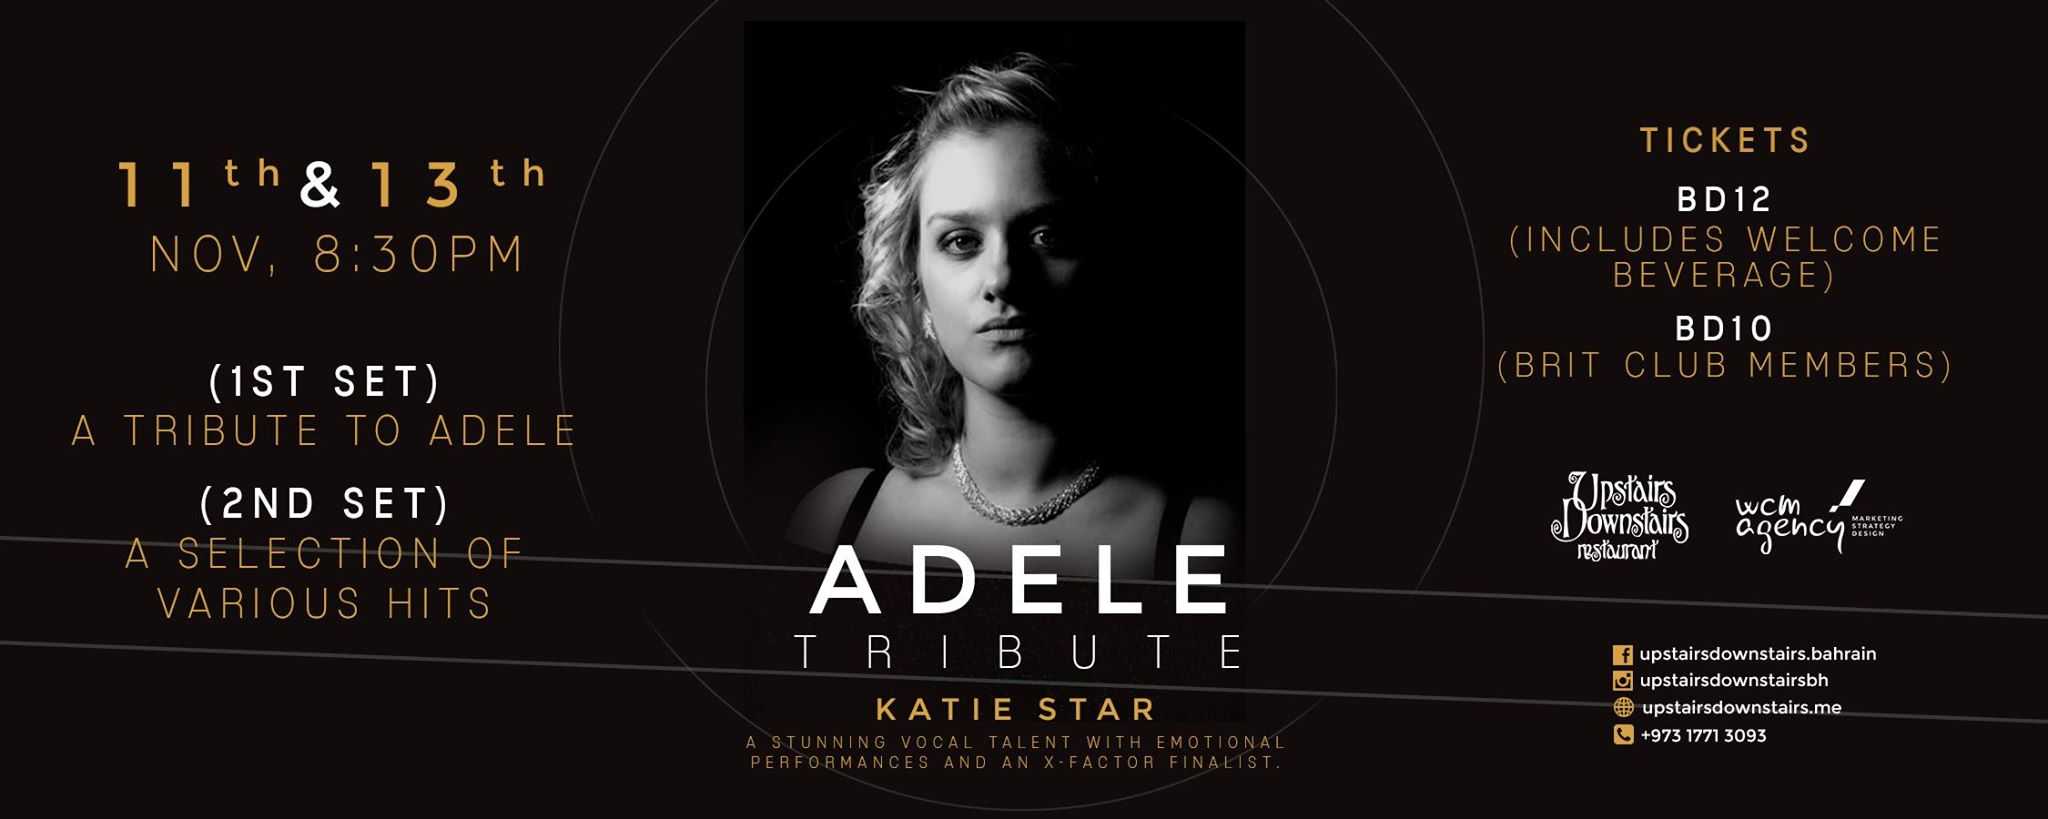 11th & 13th
NOV, 8:30PM
(1ST SET)
A TRIBUTE TO ADELE
(2ND SET)
A SELECTION OF
VARIOUS HITS
ADELE
TRIBUTE
KATIE STAR
A STUNNING VOCAL TALENT WITH EMOTIONAL
PERFORMANCES AND AN X-FACTOR FINALIST.
TICKETS
BD12
(INCLUDES WELCOME
BEVERAGE)
BD10
(BRIT CLUB MEMBERS)
Upstairs
Downstairs
restaurant
wcm
agency
MARKETING
STRATEGY
DESIGN
upstairsdownstairs.bahrain
upstairsdownstairsbh
upstairsdownstairs.me
+973 1771 3093